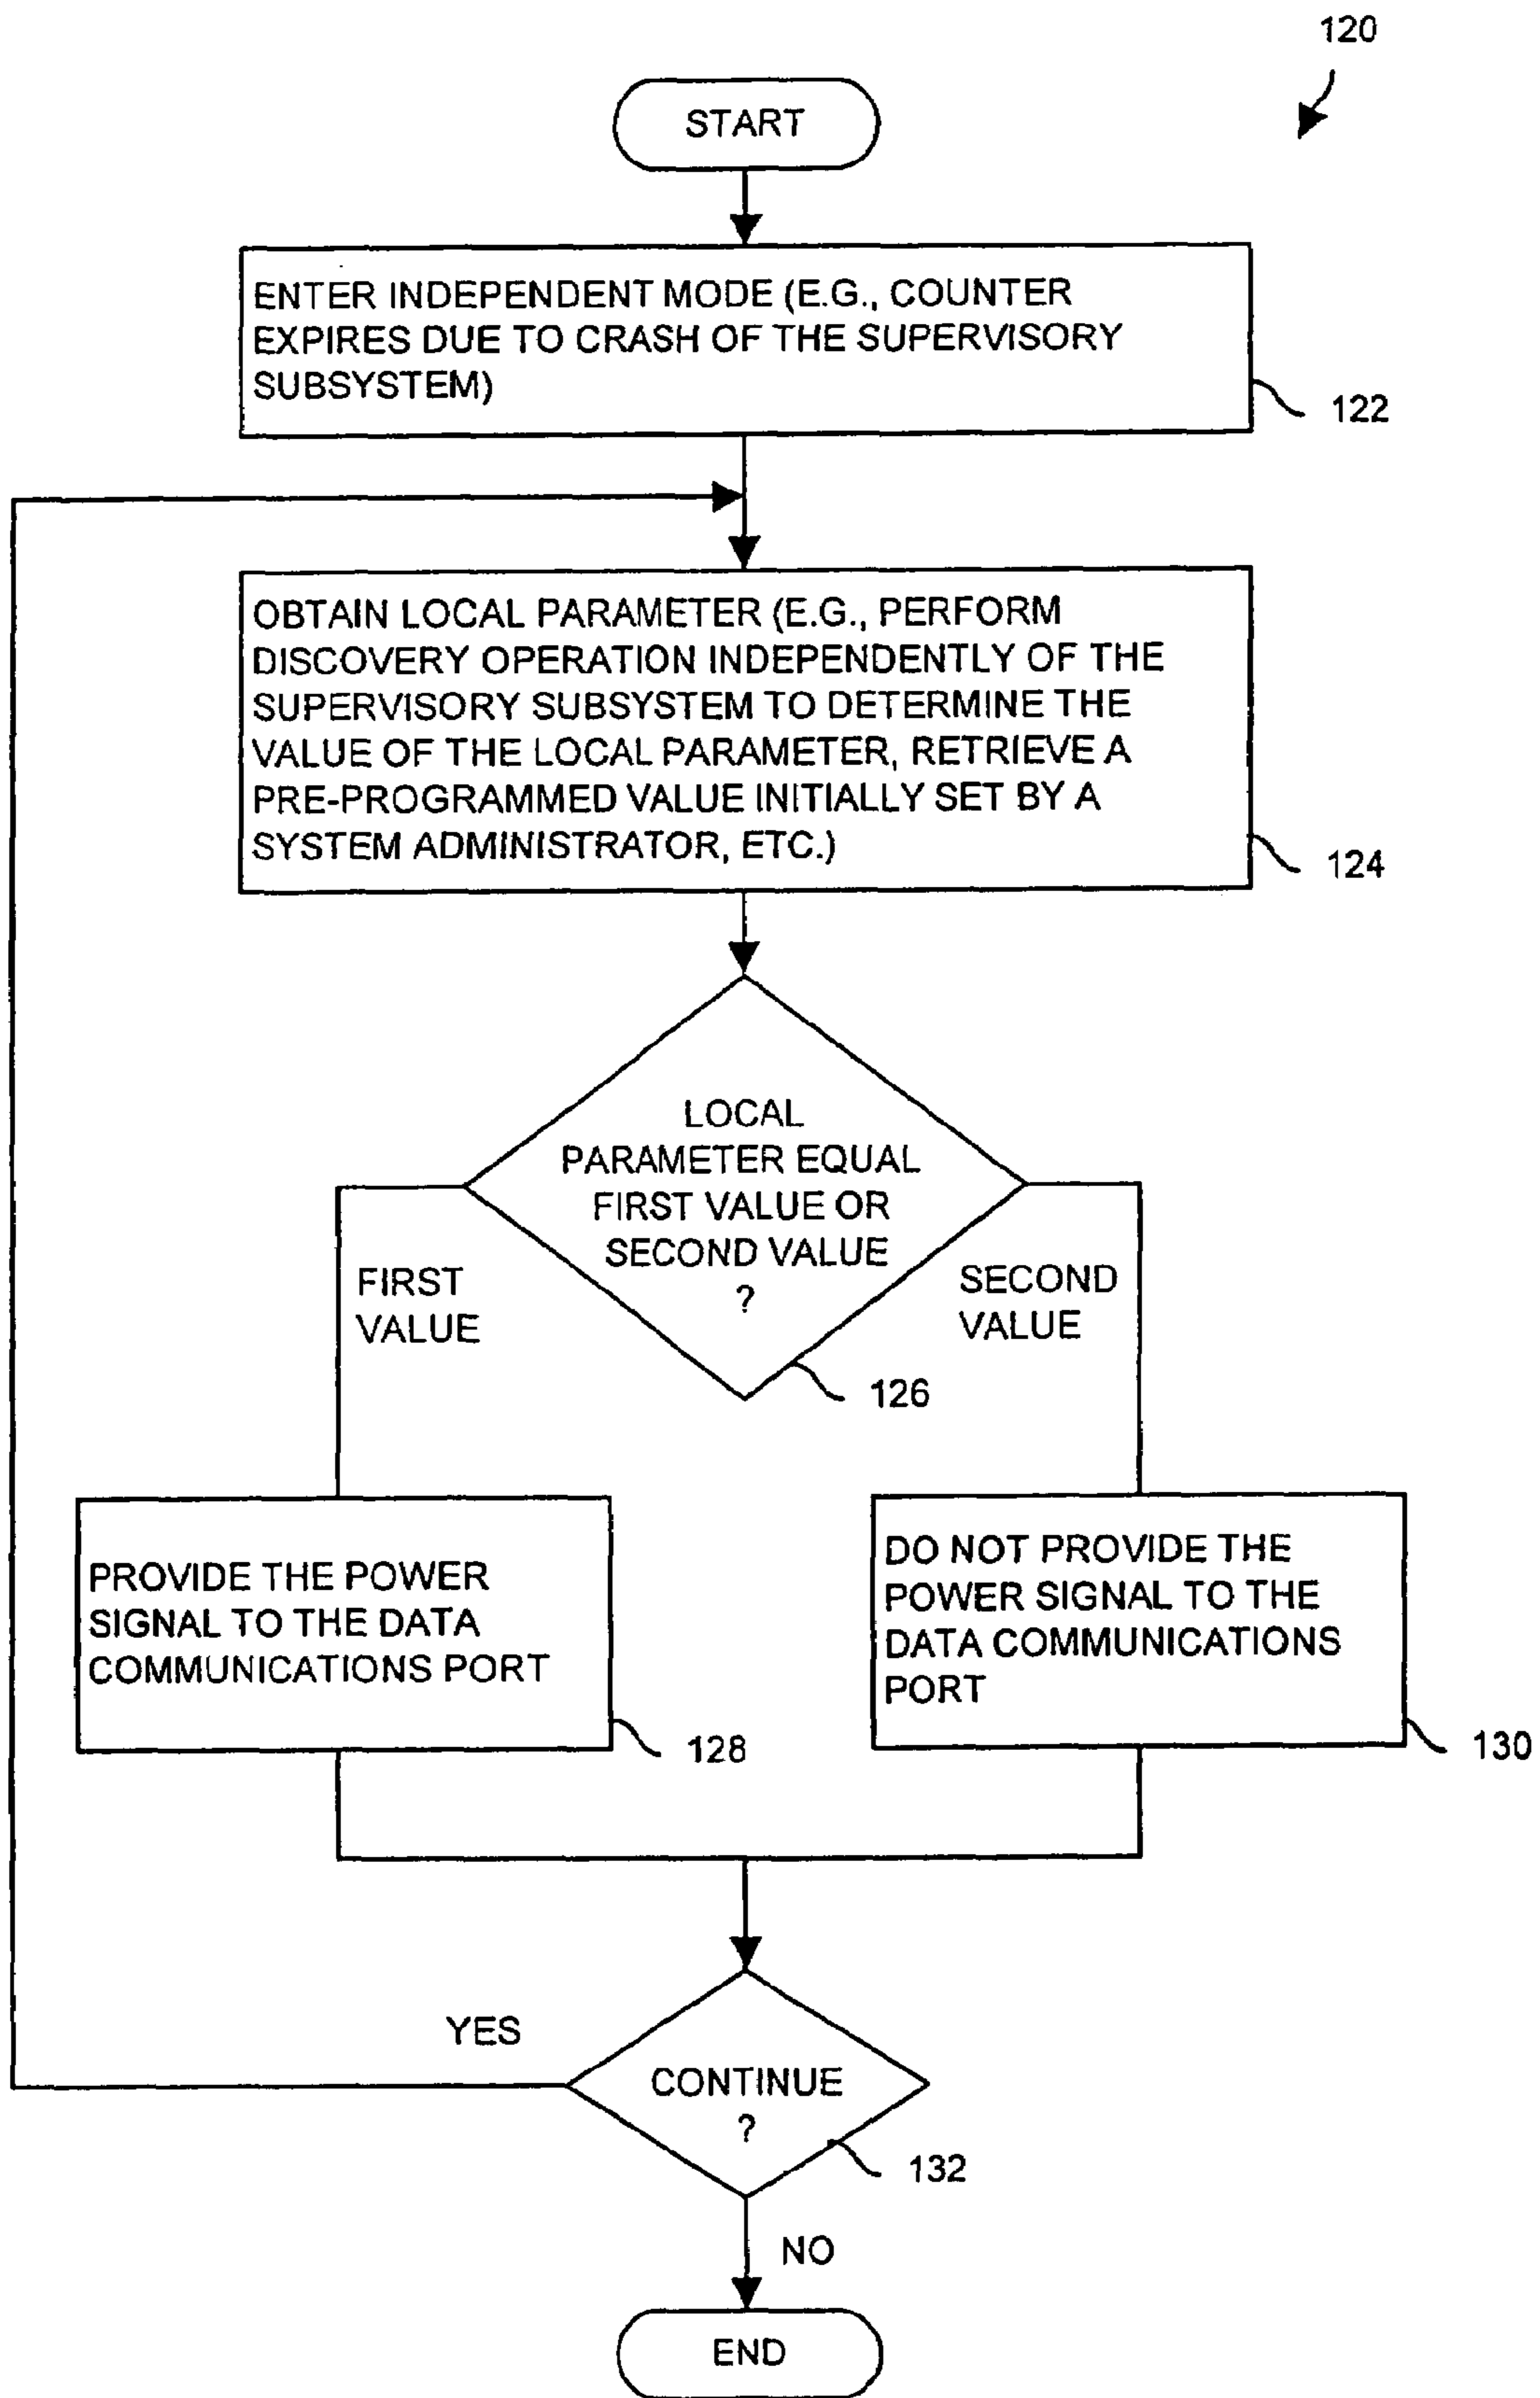 120
START
ENTER INDEPENDENT MODE (E.G., COUNTER
EXPIRES DUE TO CRASH OF THE SUPERVISORY
SUBSYSTEM)
122
OBTAIN LOCAL PARAMETER (E.G., PERFORM
DISCOVERY OPERATION INDEPENDENTLY OF THE
SUPERVISORY SUBSYSTEM TO DETERMINE THE
VALUE OF THE LOCAL PARAMETER, RETRIEVE A
PRE-PROGRAMMED VALUE INITIALLY SET BY A
SYSTEM ADMINISTRATOR, ETC.)
124
LOCAL
PARAMETER EQUAL
FIRST VALUE OR
SECOND VALUE
?
126
FIRST
VALUE
SECOND
VALUE
PROVIDE THE POWER
SIGNAL TO THE DATA
COMMUNICATIONS PORT
128
DO NOT PROVIDE THE
POWER SIGNAL TO THE
DATA COMMUNICATIONS
PORT
130
YES
CONTINUE
?
132
NO
END